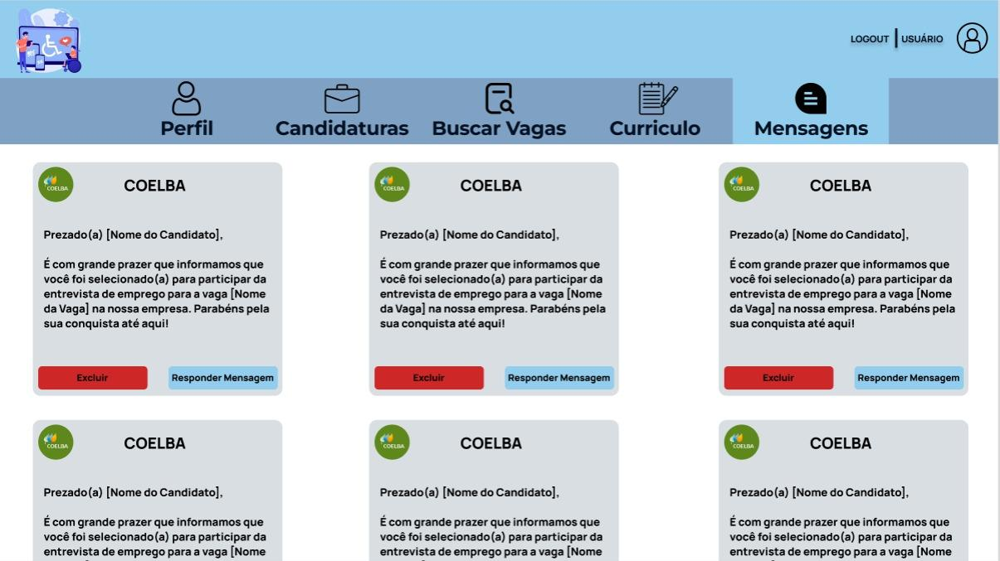 LOGOUT USUÁRIO
Perfil Candidaturas Buscar Vagas Curriculo Mensagens
COELBA
COELBA
Prezado(a) [Nome do Candidato],
É com grande prazer que informamos que
você foi selecionado(a) para participar da
entrevista de emprego para a vaga [Nome
da Vaga] na nossa empresa. Parabéns pela
sua conquista até aqui!
Excluir Responder Mensagem
COELBA
COELBA
Prezado(a) [Nome do Candidato],
É com grande prazer que informamos que
você foi selecionado(a) para participar da
entrevista de emprego para a vaga [Nome
da Vaga] na nossa empresa. Parabéns pela
sua conquista até aqui!
Excluir Responder Mensagem
COELBA
COELBA
Prezado(a) [Nome do Candidato],
É com grande prazer que informamos que
você foi selecionado(a) para participar da
entrevista de emprego para a vaga [Nome
da Vaga] na nossa empresa. Parabéns pela
sua conquista até aqui!
Excluir Responder Mensagem
COELBA
COELBA
Prezado(a) [Nome do Candidato],
É com grande prazer que informamos que
você foi selecionado(a) para participar da
entrevista de emprego para a vaga [Nome
COELBA
COELBA
Prezado(a) [Nome do Candidato],
É com grande prazer que informamos que
você foi selecionado(a) para participar da
entrevista de emprego para a vaga [Nome
COELBA
COELBA
Prezado(a) [Nome do Candidato],
É com grande prazer que informamos que
você foi selecionado(a) para participar da
entrevista de emprego para a vaga [Nome